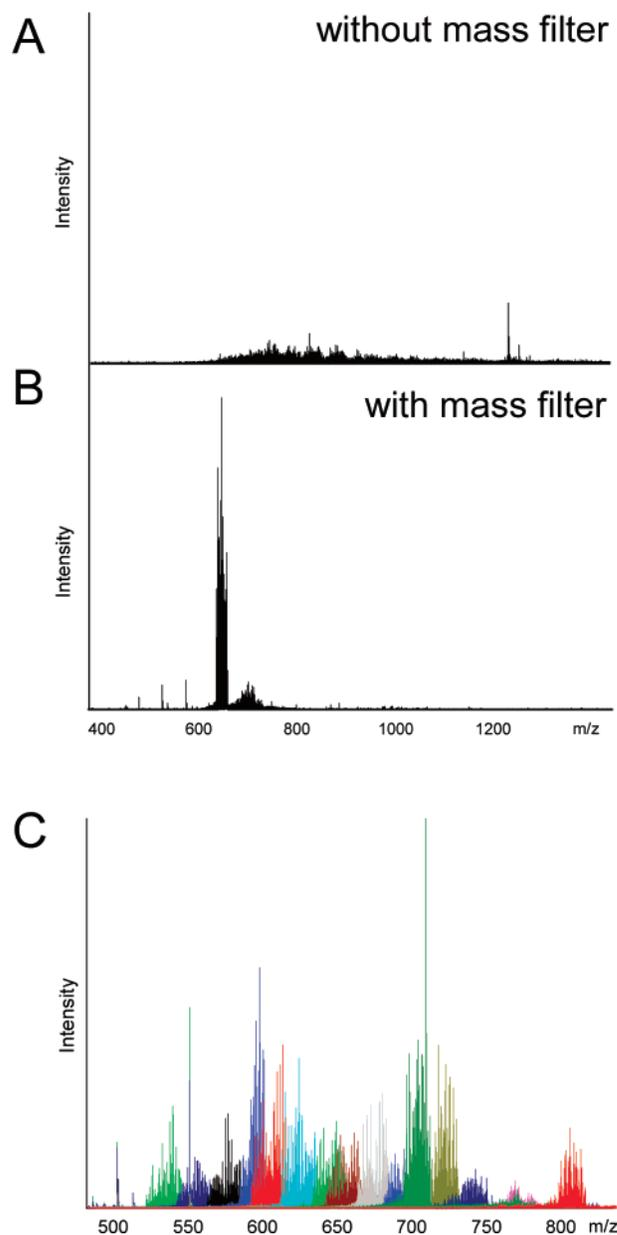 A
without mass filter
Intensity
B
with mass filter
Intensity
400 600 800 1000 1200 m/z
C
Intensity
500 550 600 650 700 750 800 m/z